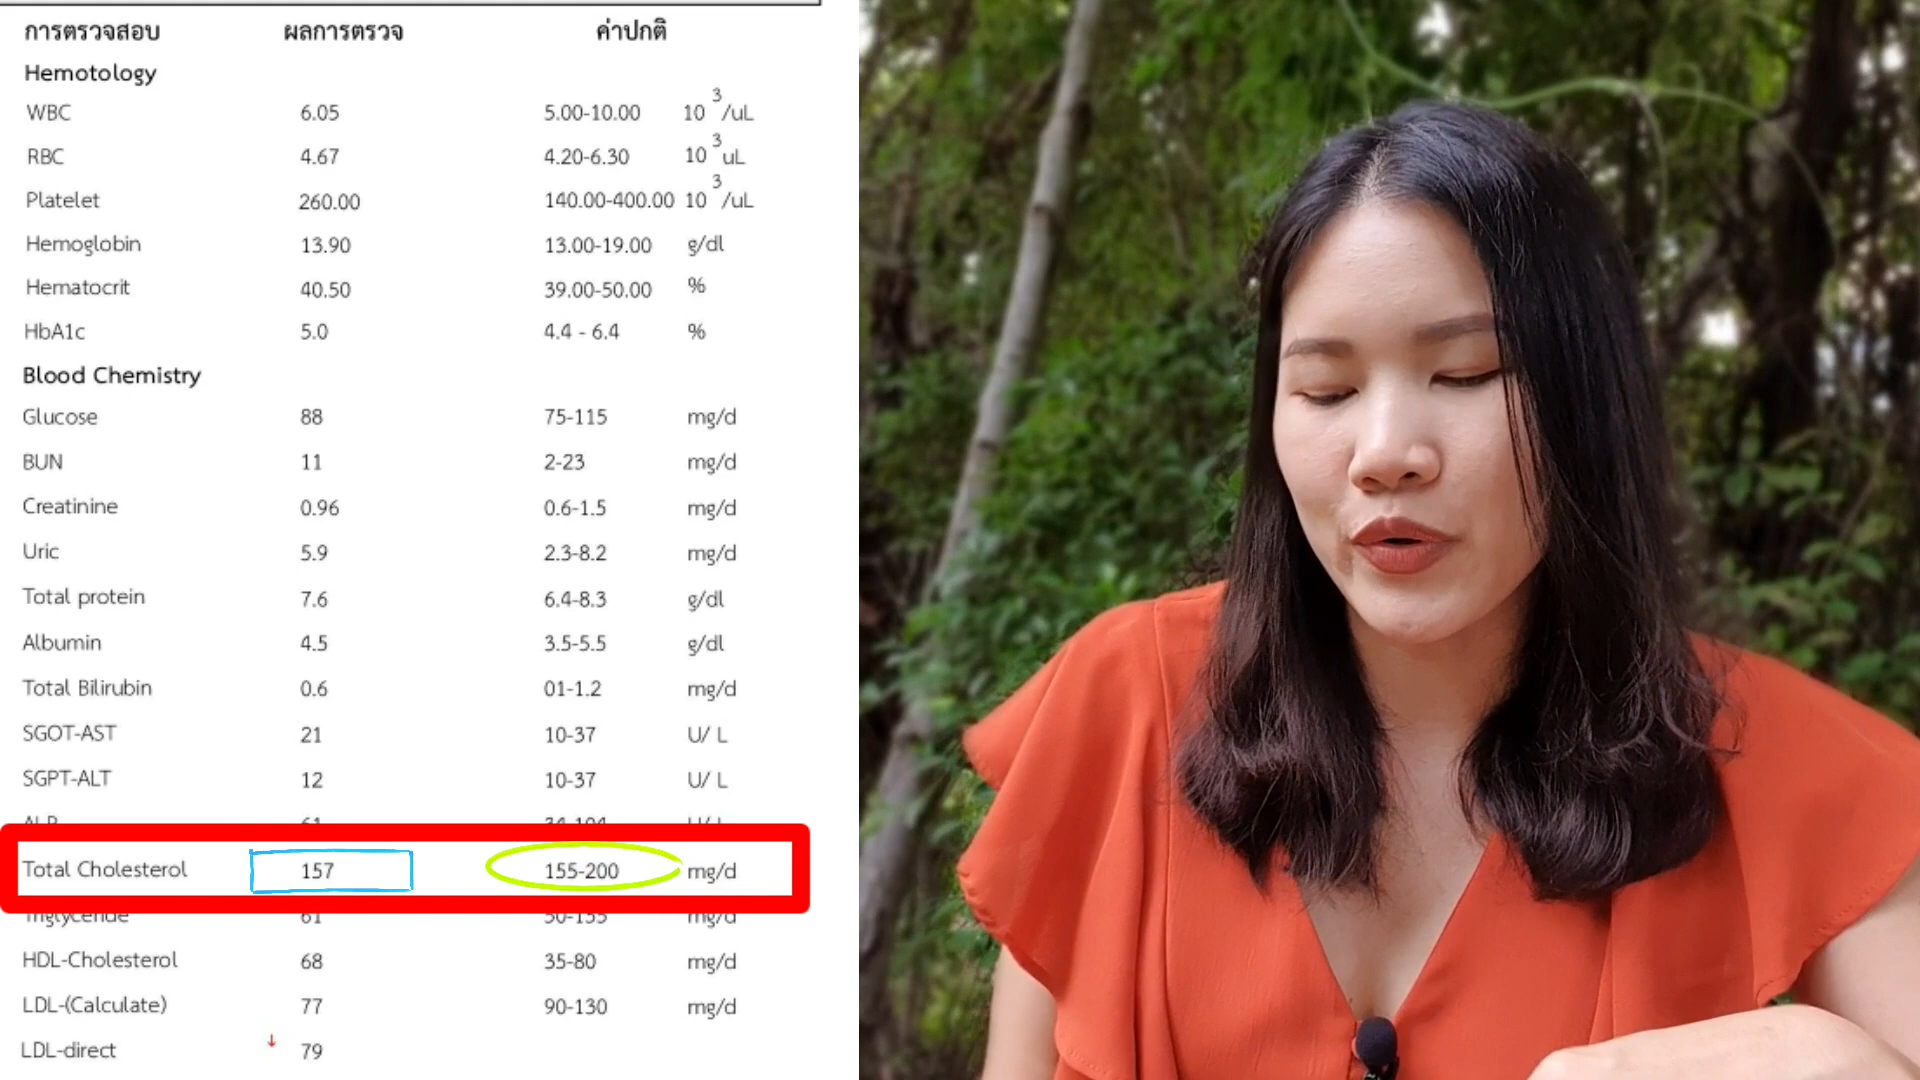 การตรวจสอบ ผลการตรวจ ค่าปกติ
Hemotology
WBC 6.05 5.00-10.00 10 3 /uL
RBC 4.67 4.20-6.30 10 3 uL
Platelet 260.00 140.00-400.00 10 3 /uL
Hemoglobin 13.90 13.00-19.00 g/dl
Hematocrit 40.50 39.00-50.00 %
HbA1c 5.0 4.4 - 6.4 %
Blood Chemistry
Glucose 88 75-115 mg/d
BUN 11 2-23 mg/d
Creatinine 0.96 0.6-1.5 mg/d
Uric 5.9 2.3-8.2 mg/d
Total protein 7.6 6.4-8.3 g/dl
Albumin 4.5 3.5-5.5 g/dl
Total Bilirubin 0.6 01-1.2 mg/d
SGOT-AST 21 10-37 U/ L
SGPT-ALT 12 10-37 U/ L
ALP 61 U/ L
Total Cholesterol 157 155-200 mg/d
Triglyceride 61 mg/d
HDL-Cholesterol 68 35-80 mg/d
LDL-(Calculate) 77 90-130 mg/d
LDL-direct ↓ 79